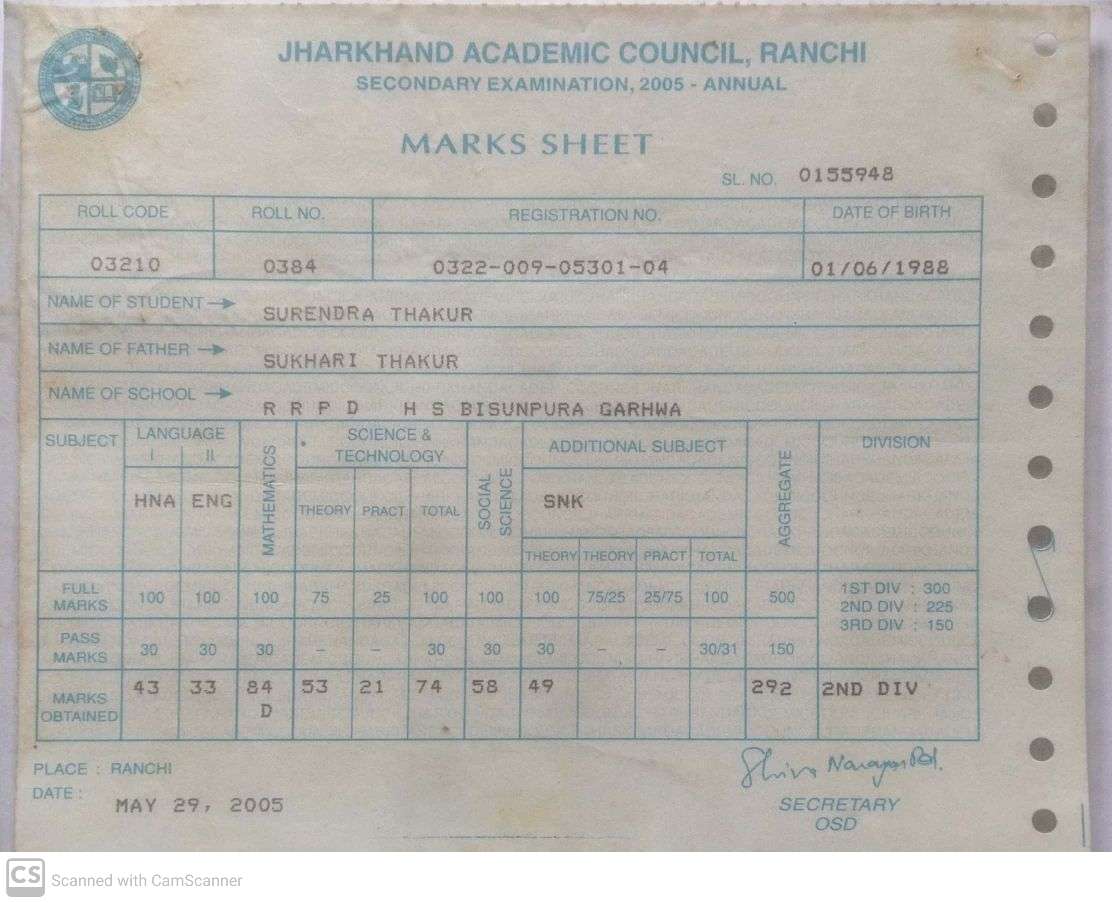 JHARKHAND ACADEMIC COUNCIL, RANCHI
SECONDARY EXAMINATION, 2005 - ANNUAL
MARKS SHEET
SL. NO. 0155948
ROLL CODE ROLL NO. REGISTRATION NO. DATE OF BIRTH
03210 0384 0322-009-05301-04 01/06/1988
NAME OF STUDENT → SURENDRA THAKUR
NAME OF FATHER → SUKHARI THAKUR
NAME OF SCHOOL → R R P D H S BISUNPURA GARHWA
SUBJECT LANGUAGE I II MATHEMATICS SCIENCE & TECHNOLOGY SOCIAL SCIENCE ADDITIONAL SUBJECT AGGREGATE DIVISION
HNA ENG THEORY PRACT TOTAL SNK
THEORY THEORY PRACT TOTAL
FULL MARKS 100 100 100 75 25 100 100 100 75/25 25/75 100 500 1ST DIV : 300
2ND DIV : 225
3RD DIV : 150
PASS MARKS 30 30 30 – – 30 30 30 – – 30/31 150
MARKS OBTAINED 43 33 84 53 21 74 58 49 292 2ND DIV
D
PLACE : RANCHI
DATE : MAY 29, 2005
Shiva Narayan Pd.
SECRETARY
OSD
CS Scanned with CamScanner